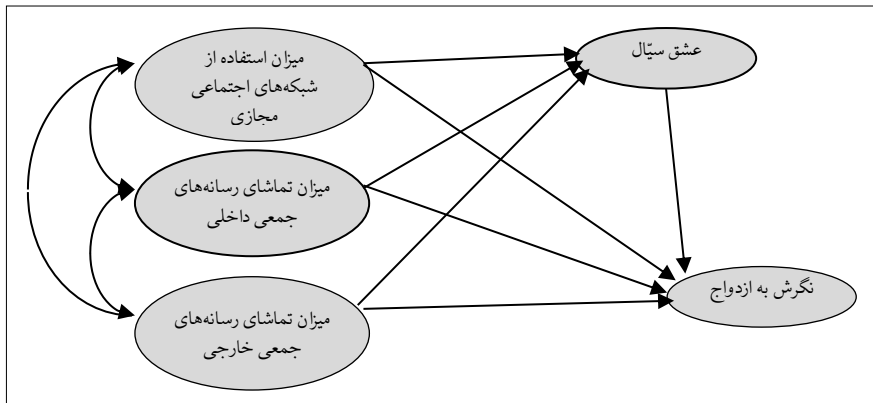 میزان استفاده از
شبکه‌های اجتماعی
مجازی
عشق سیّال
میزان تماشای رسانه‌های
جمعی داخلی
نگرش به ازدواج
میزان تماشای رسانه‌های
جمعی خارجی